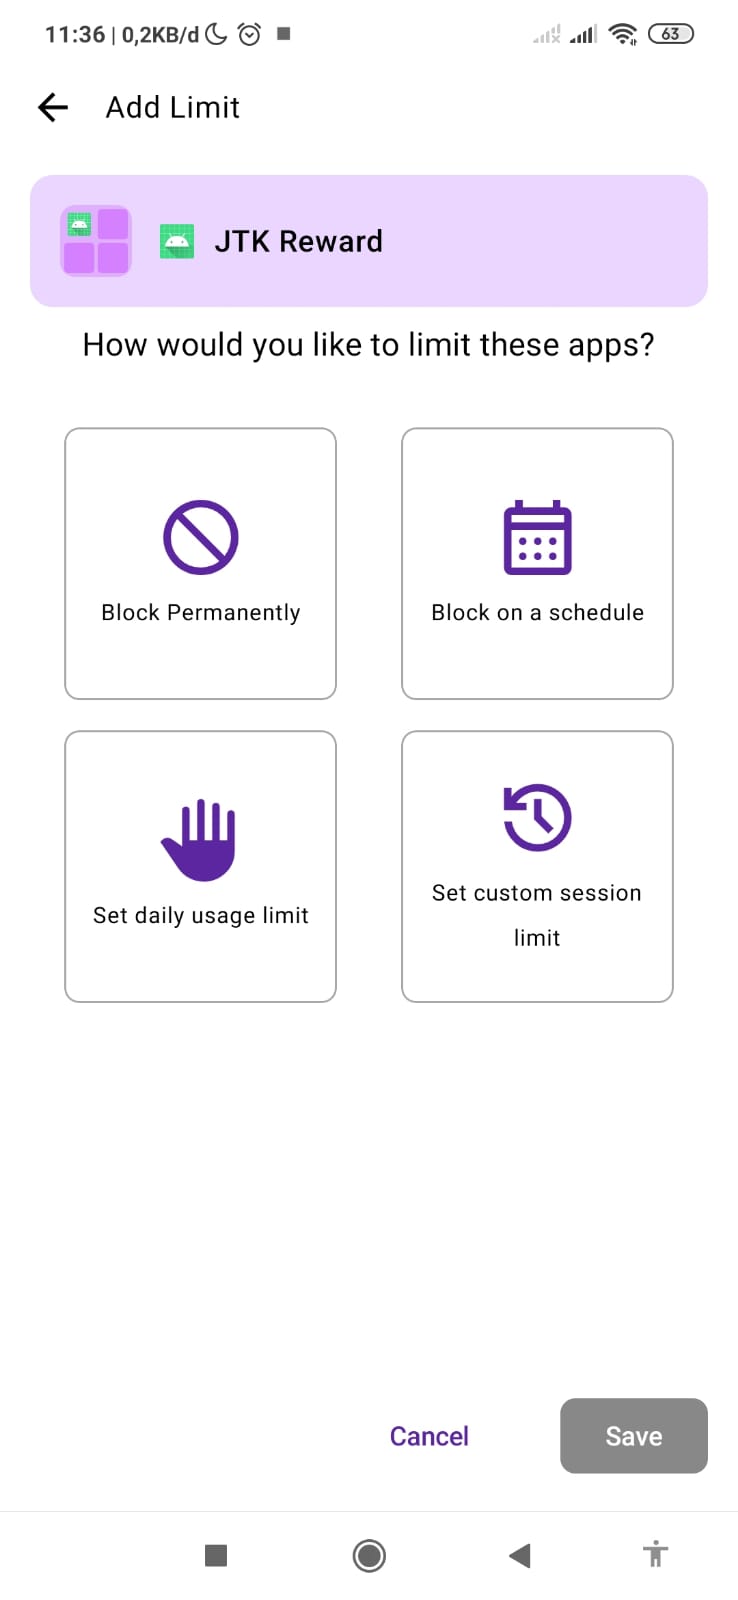 11:36 | 0,2KB/d
63
Add Limit
JTK Reward
How would you like to limit these apps?
Block Permanently
Block on a schedule
Set daily usage limit
Set custom session
limit
Cancel
Save